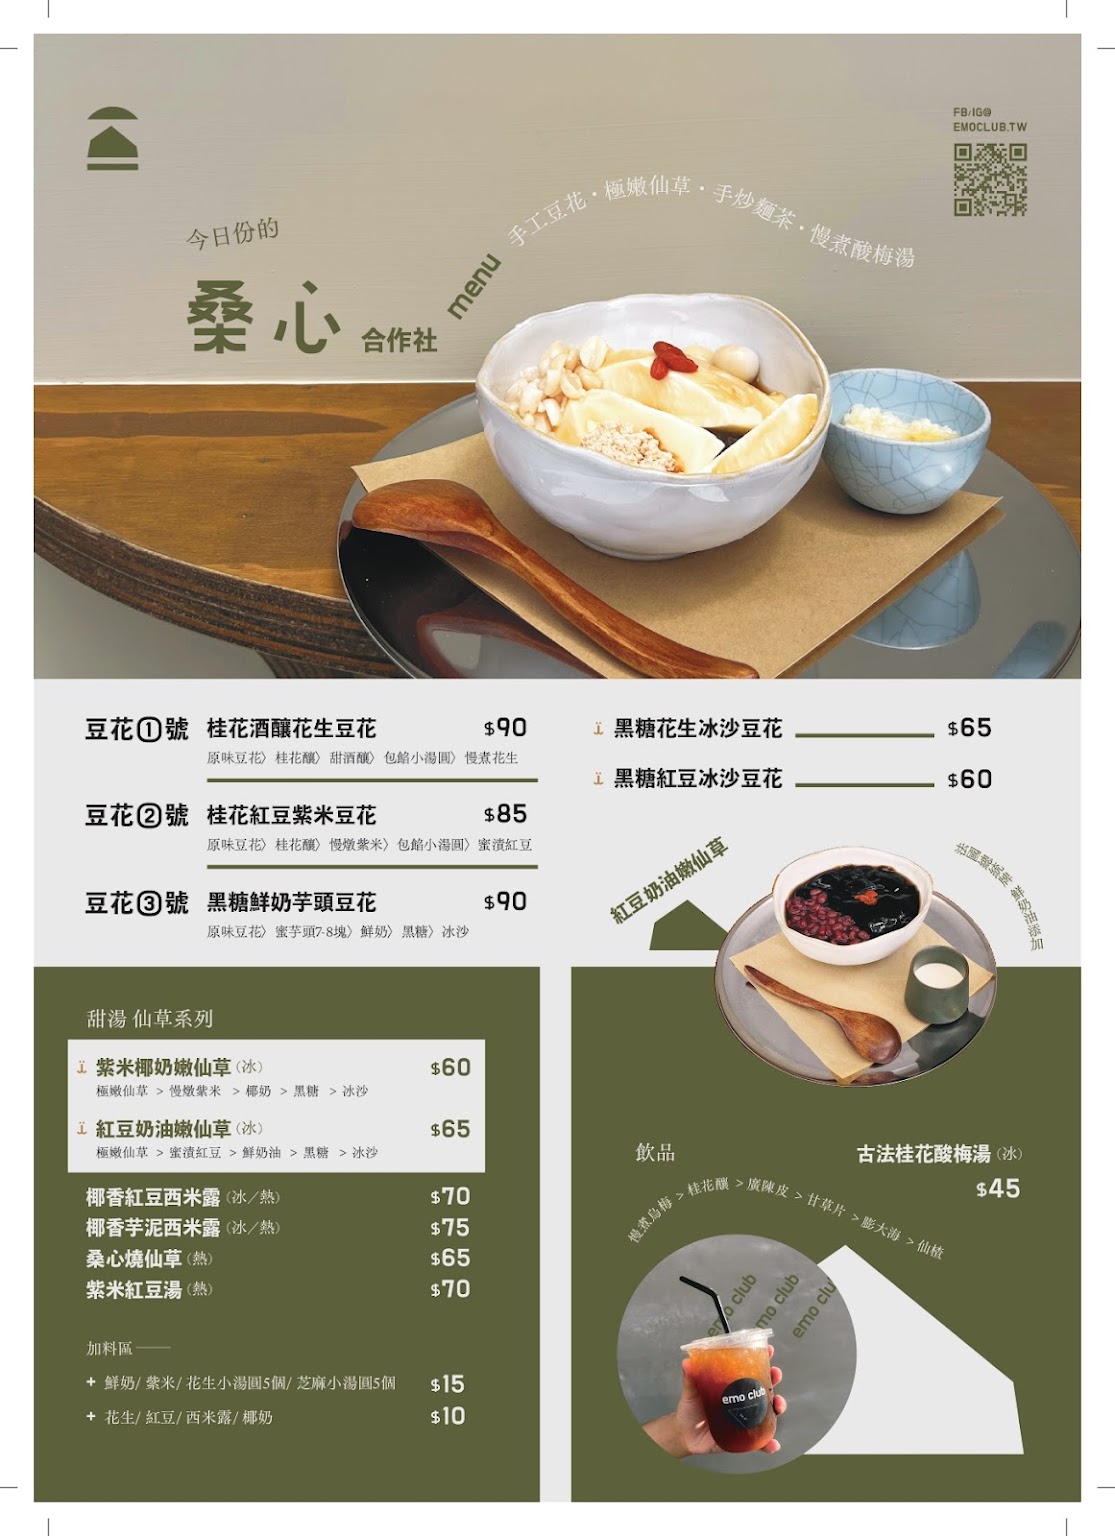 FB/IG@
EMOCLUB.TW
今日份的
桑心 合作社
menu
手工豆花・極嫩仙草・手炒麵茶・慢煮酸梅湯
豆花①號 桂花酒釀花生豆花 $90
原味豆花〉桂花釀〉甜酒釀〉包餡小湯圓〉慢煮花生
豆花②號 桂花紅豆紫米豆花 $85
原味豆花〉桂花釀〉慢燉紫米〉包餡小湯圓〉蜜漬紅豆
豆花③號 黑糖鮮奶芋頭豆花 $90
原味豆花〉蜜芋頭7-8塊〉鮮奶〉黑糖〉冰沙
黑糖花生冰沙豆花 $65
黑糖紅豆冰沙豆花 $60
紅豆奶油嫩仙草
鮮奶油添加
甜湯 仙草系列
紫米椰奶嫩仙草（冰） $60
極嫩仙草 > 慢燉紫米 > 椰奶 > 黑糖 > 冰沙
紅豆奶油嫩仙草（冰） $65
極嫩仙草 > 蜜漬紅豆 > 鮮奶油 > 黑糖 > 冰沙
椰香紅豆西米露（冰／熱） $70
椰香芋泥西米露（冰／熱） $75
桑心燒仙草（熱） $65
紫米紅豆湯（熱） $70
加料區
+ 鮮奶/ 紫米/ 花生小湯圓5個/ 芝麻小湯圓5個 $15
+ 花生/ 紅豆/ 西米露/ 椰奶 $10
飲品
古法桂花酸梅湯（冰）
$45
慢煮烏梅 > 桂花釀 > 廣陳皮 > 甘草片 > 膨大海 > 仙楂
emo club
emo club
emo club
emo club